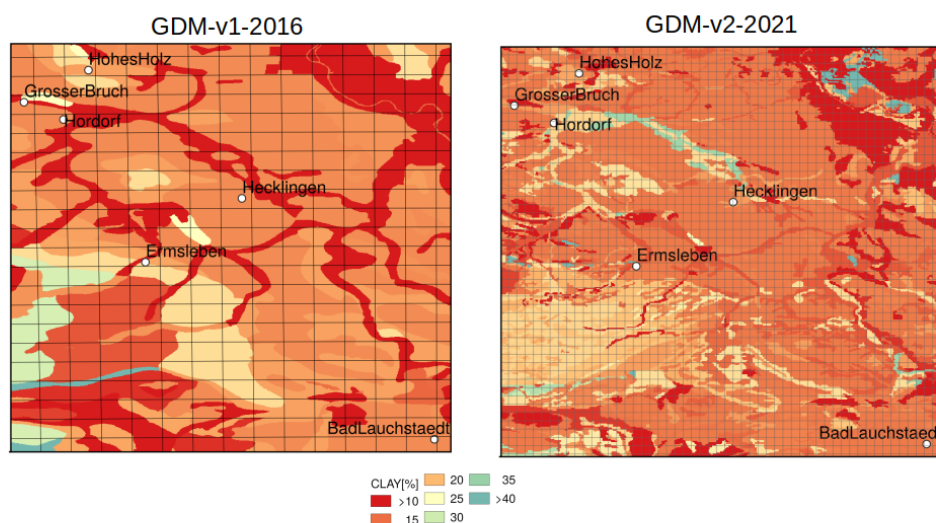 GDM-v1-2016
GDM-v2-2021
HohesHolz
GrosserBruch
Hordorf
Hecklingen
Ermsleben
BadLauchstaedt
HohesHolz
GrosserBruch
Hordorf
Hecklingen
Ermsleben
BadLauchstaedt
CLAY[%] 20 35
>10 25 >40
15 30